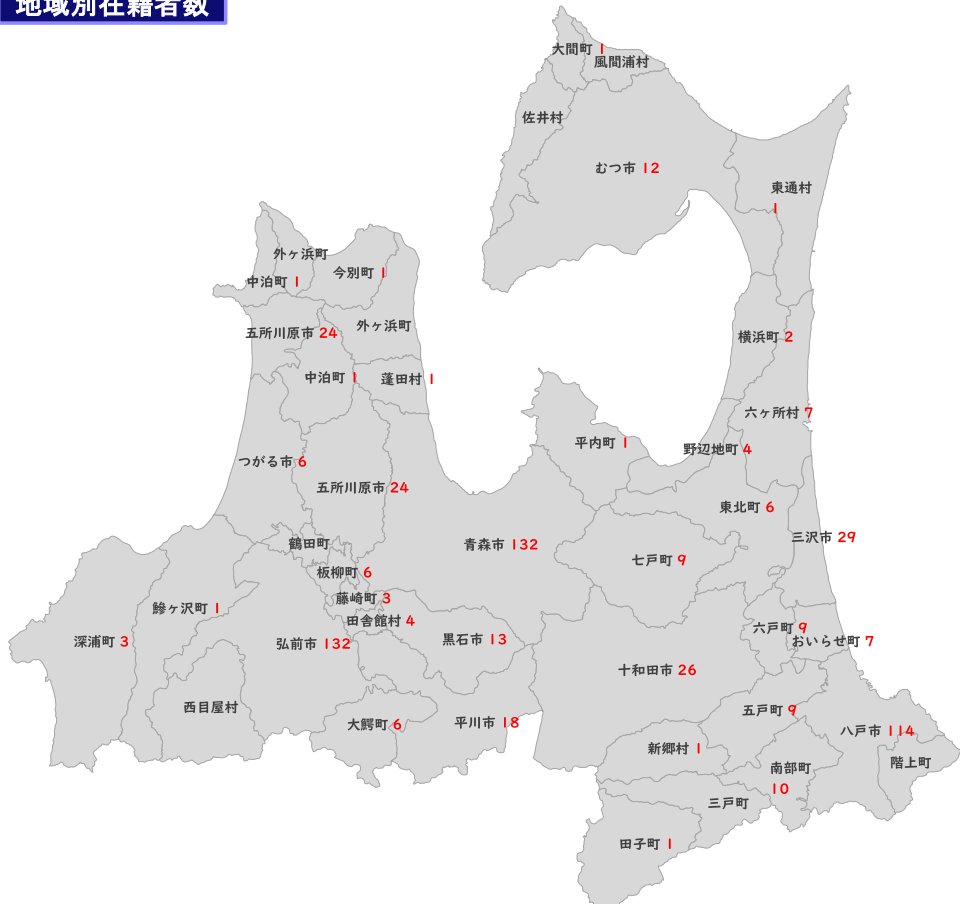 地域別在籍者数
大間町 1
風間浦村
佐井村
むつ市 12
東通村
1
外ヶ浜町
今別町 1
中泊町 1
外ヶ浜町
五所川原市 24
横浜町 2
中泊町 1
蓬田村 1
六ヶ所村 7
平内町 1
野辺地町 4
つがる市 6
五所川原市 24
東北町 6
三沢市 29
鶴田町
青森市 132
七戸町 9
板柳町 6
藤崎町 3
鰺ヶ沢町 1
田舎館村 4
六戸町 9
深浦町 3
弘前市 132
黒石市 13
おいらせ町 7
十和田市 26
西目屋村
五戸町 9
大鰐町 6
平川市 18
八戸市 114
新郷村 1
階上町
南部町
10
三戸町
田子町 1